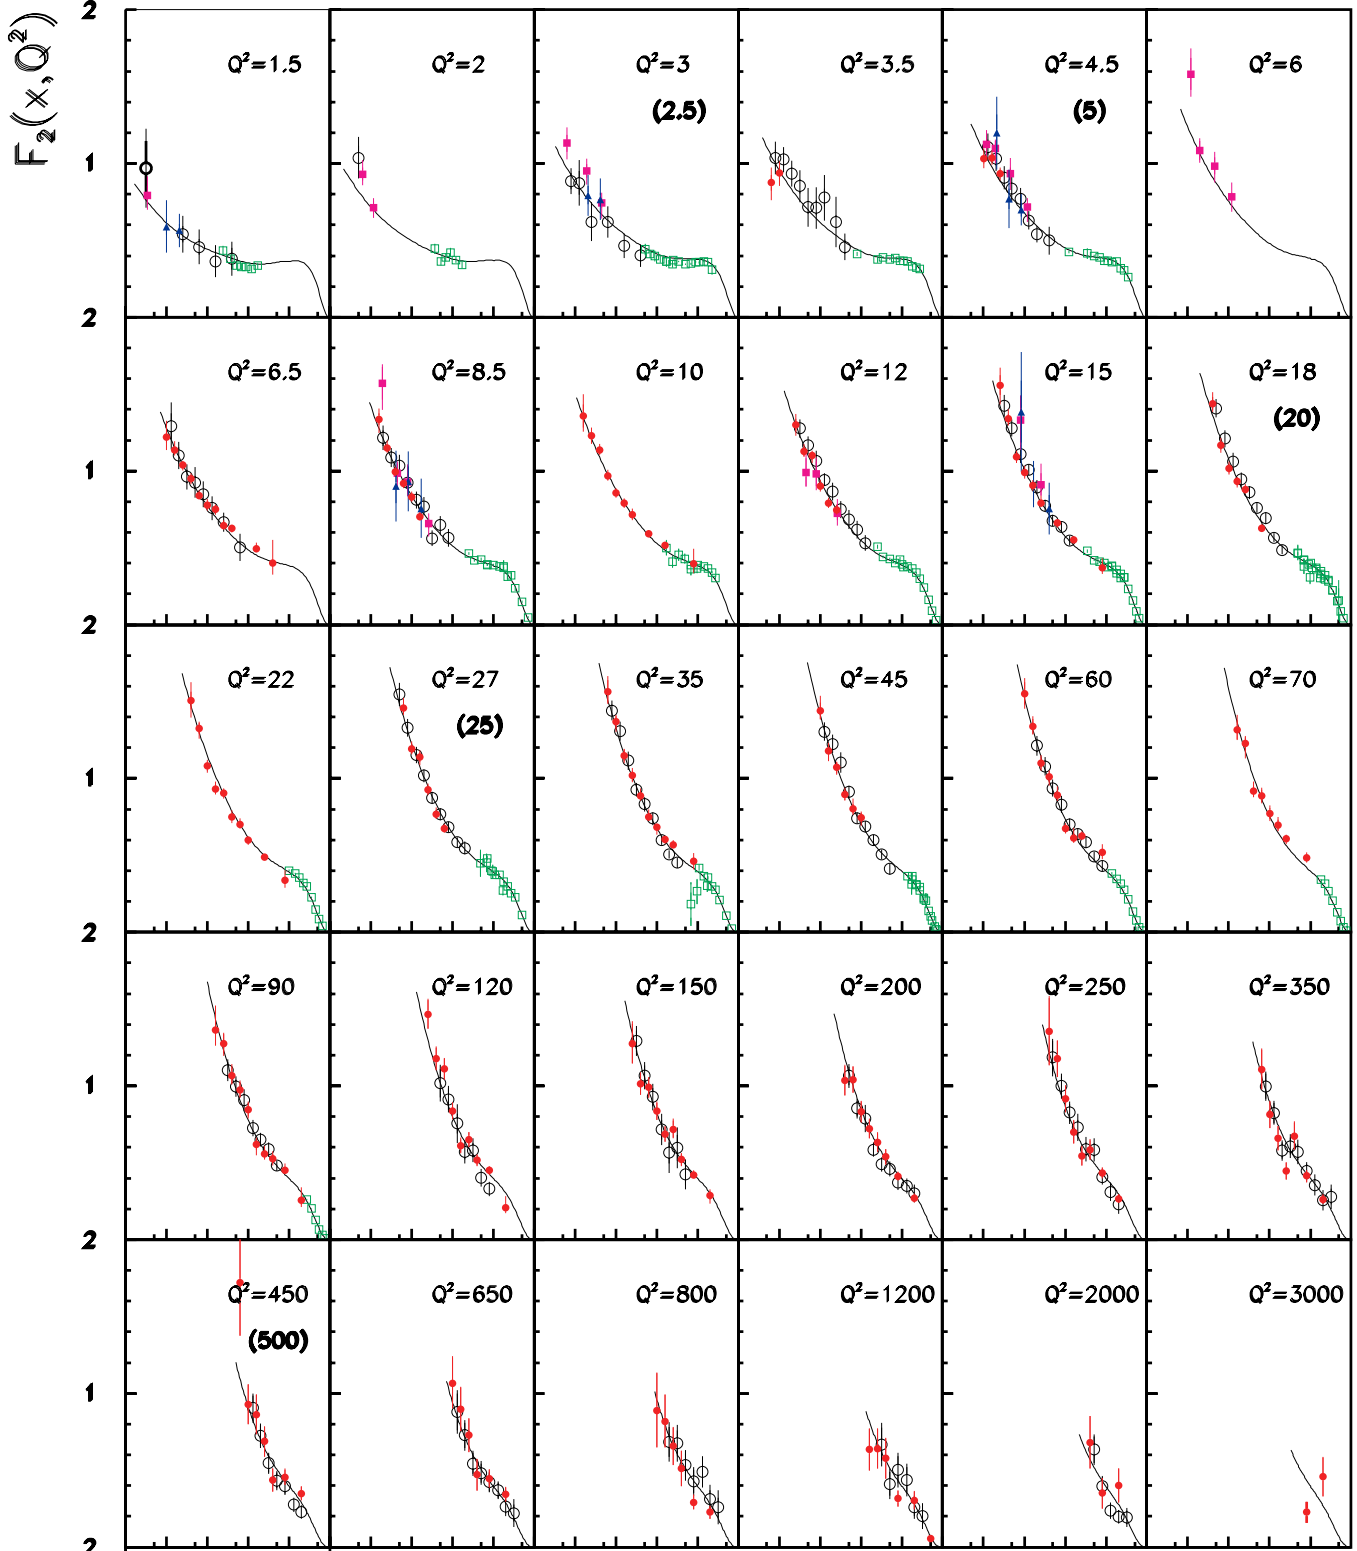 F₂(x,Q²)
2
Q²=1.5
Q²=2
Q²=3
(2.5)
Q²=3.5
Q²=4.5
(5)
Q²=6
1
2
Q²=6.5
Q²=8.5
Q²=10
Q²=12
Q²=15
Q²=18
(20)
1
2
Q²=22
Q²=27
(25)
Q²=35
Q²=45
Q²=60
Q²=70
1
2
Q²=90
Q²=120
Q²=150
Q²=200
Q²=250
Q²=350
1
2
Q²=450
(500)
Q²=650
Q²=800
Q²=1200
Q²=2000
Q²=3000
1
2